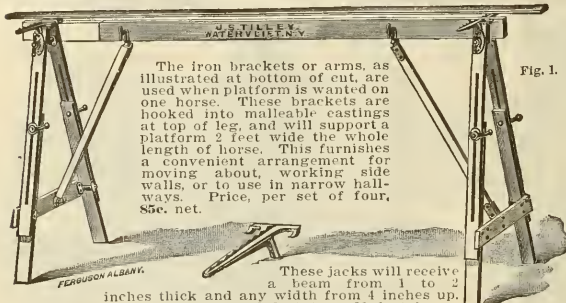 J.S.TILLEY.
WATERVLIET.N.Y
Fig. 1.
The iron brackets or arms, as
illustrated at bottom of cut, are
used when platform is wanted on
one horse. These brackets are
hooked into malleable castings
at top of leg, and will support a
platform 2 feet wide the whole
length of horse. This furnishes
a convenient arrangement for
moving about, working side
walls, or to use in narrow hall-
ways. Price, per set of four,
85c. net.
FERGUSON ALBANY.
These jacks will receive
a beam from 1 to 2
inches thick and any width from 4 inches up.